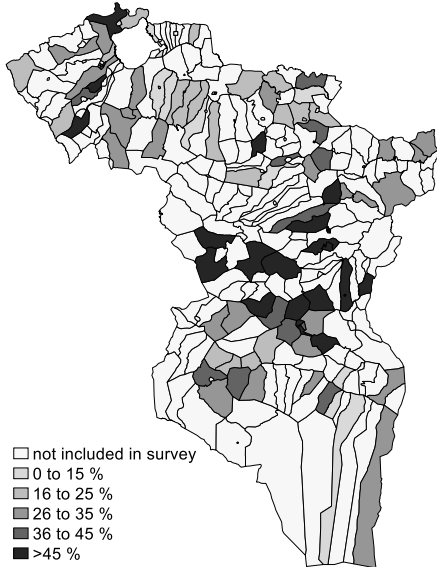 not included in survey
0 to 15 %
16 to 25 %
26 to 35 %
36 to 45 %
>45 %